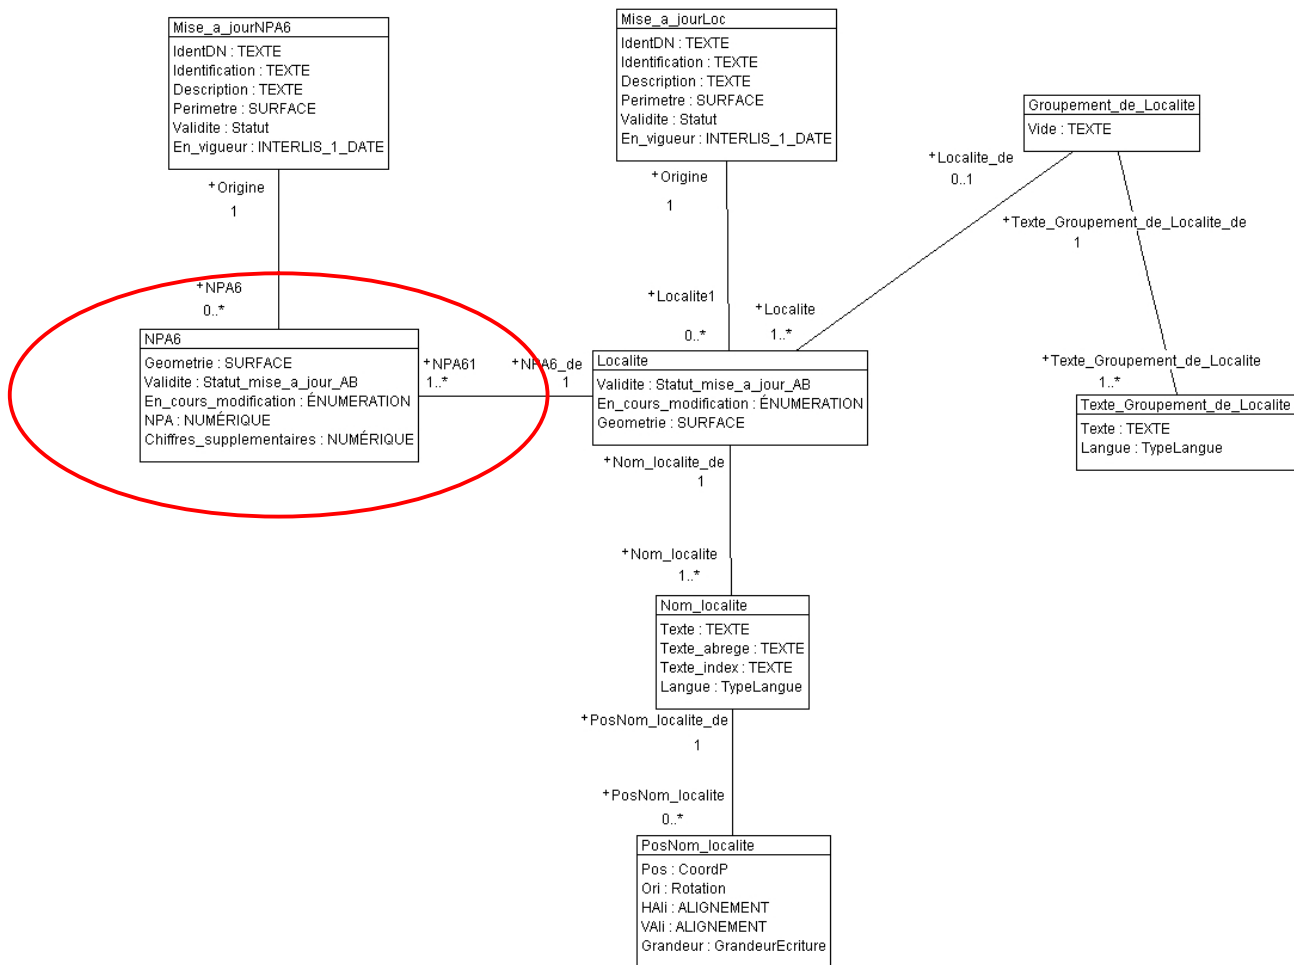 Mise_a_jourNPA6
IdentDN : TEXTE
Identification : TEXTE
Description : TEXTE
Perimetre : SURFACE
Validite : Statut
En_vigueur : INTERLIS_1_DATE
Mise_a_jourLoc
IdentDN : TEXTE
Identification : TEXTE
Description : TEXTE
Perimetre : SURFACE
Validite : Statut
En_vigueur : INTERLIS_1_DATE
Groupement_de_Localite
Vide : TEXTE
+Origine
1
+Origine
1
+Localite_de
0..1
+Texte_Groupement_de_Localite_de
1
+NPA6
0..*
+Localite1
0..*
+Localite
1..*
NPA6
Geometrie : SURFACE
Validite : Statut_mise_a_jour_AB
En_cours_modification : ÉNUMERATION
NPA : NUMÉRIQUE
Chiffres_supplementaires : NUMÉRIQUE
+NPA61
1..*
+NPA6_de
1
Localite
Validite : Statut_mise_a_jour_AB
En_cours_modification : ÉNUMERATION
Geometrie : SURFACE
+Texte_Groupement_de_Localite
1..*
Texte_Groupement_de_Localite
Texte : TEXTE
Langue : TypeLangue
+Nom_localite_de
1
+Nom_localite
1..*
Nom_localite
Texte : TEXTE
Texte_abrege : TEXTE
Texte_index : TEXTE
Langue : TypeLangue
+PosNom_localite_de
1
+PosNom_localite
0..*
PosNom_localite
Pos : CoordP
Ori : Rotation
HAli : ALIGNEMENT
VAli : ALIGNEMENT
Grandeur : GrandeurEcriture